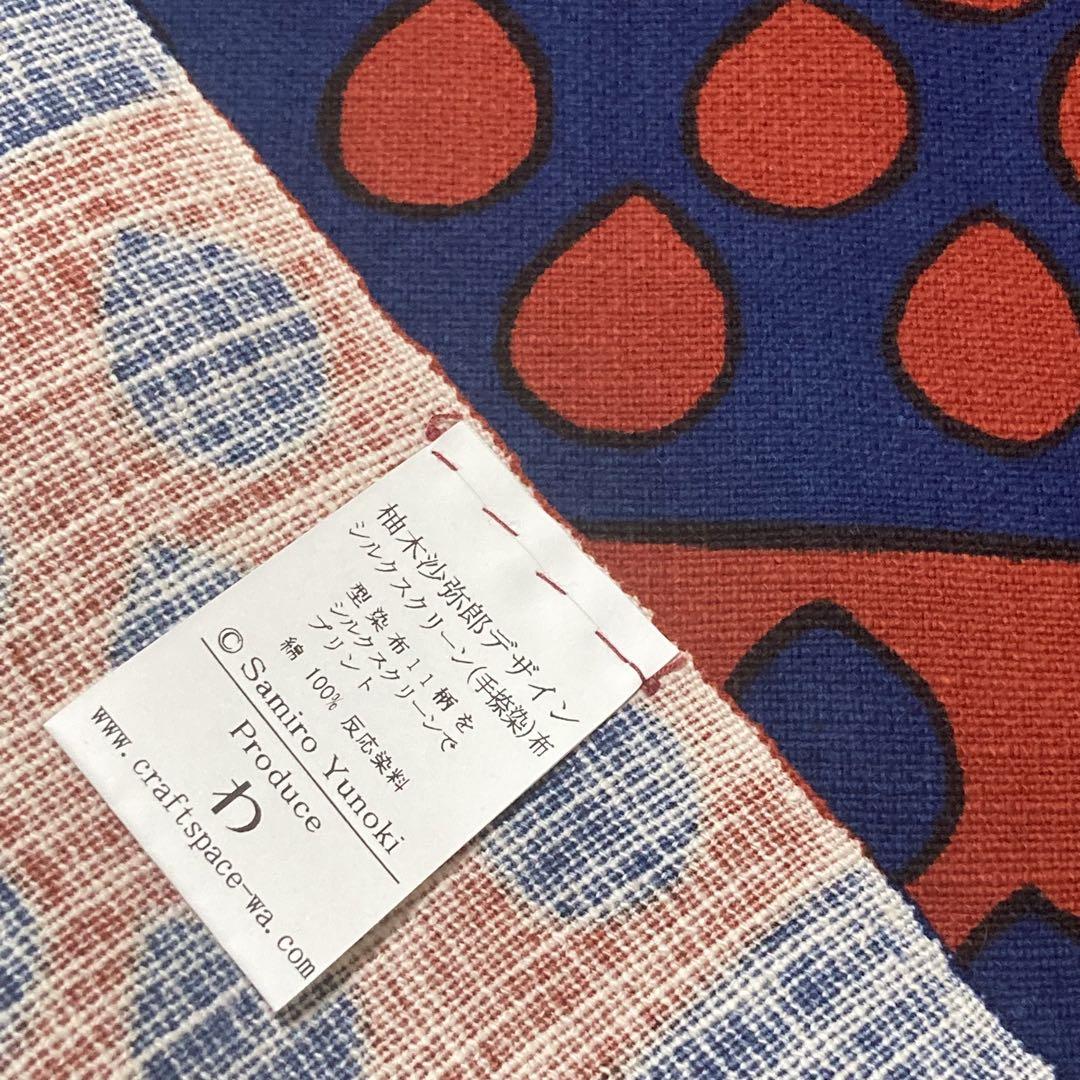 柚木沙弥郎デザイン
シルクスクリーン(手捺染)布
型染布11柄を
シルクスクリーンで
プリント
綿 100% 反応染料
© Samiro Yunoki
Produce
わ
www.craftspace-wa.com